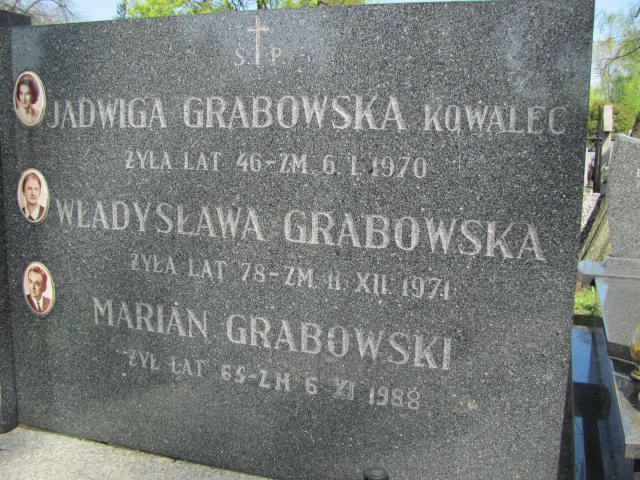 Ś. P.
JADWIGA GRABOWSKA KOWALEC
ŻYŁA LAT 46-ZM. 6. I. 1970
WŁADYSŁAWA GRABOWSKA
ŻYŁA LAT 78-ZM. 11. XII. 1971
MARIAN GRABOWSKI
ŻYŁ LAT 65-ZM 6 XI 1988